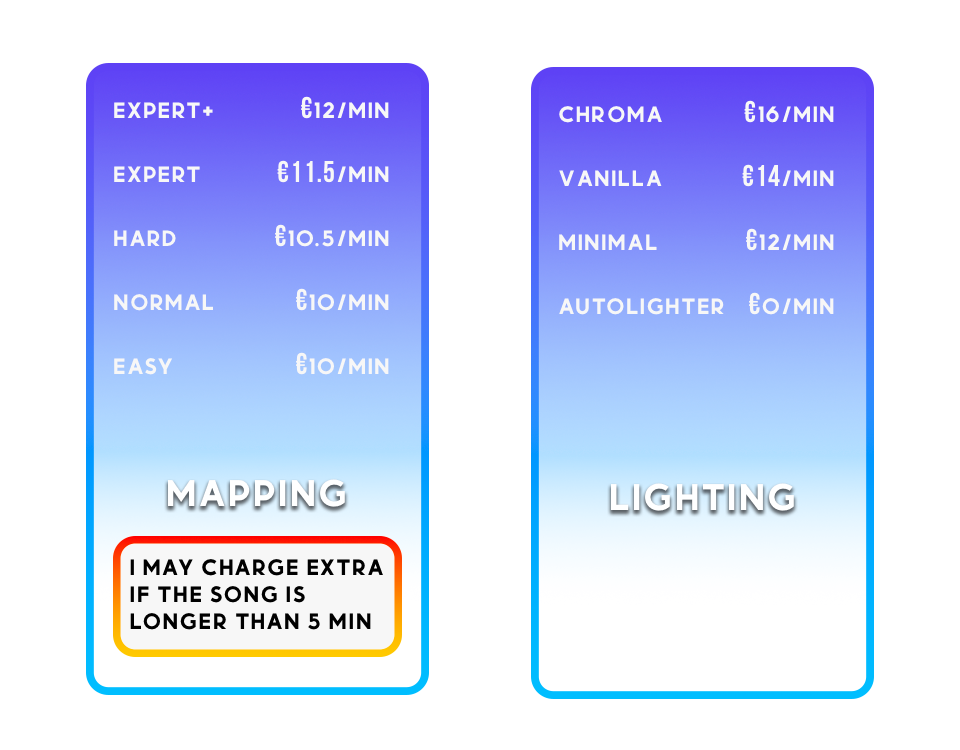 EXPERT+ €12/MIN
EXPERT €11.5/MIN
HARD €10.5/MIN
NORMAL €10/MIN
EASY €10/MIN
MAPPING
I MAY CHARGE EXTRA
IF THE SONG IS
LONGER THAN 5 MIN
CHROMA €16/MIN
VANILLA €14/MIN
MINIMAL €12/MIN
AUTOLIGHTER €0/MIN
LIGHTING